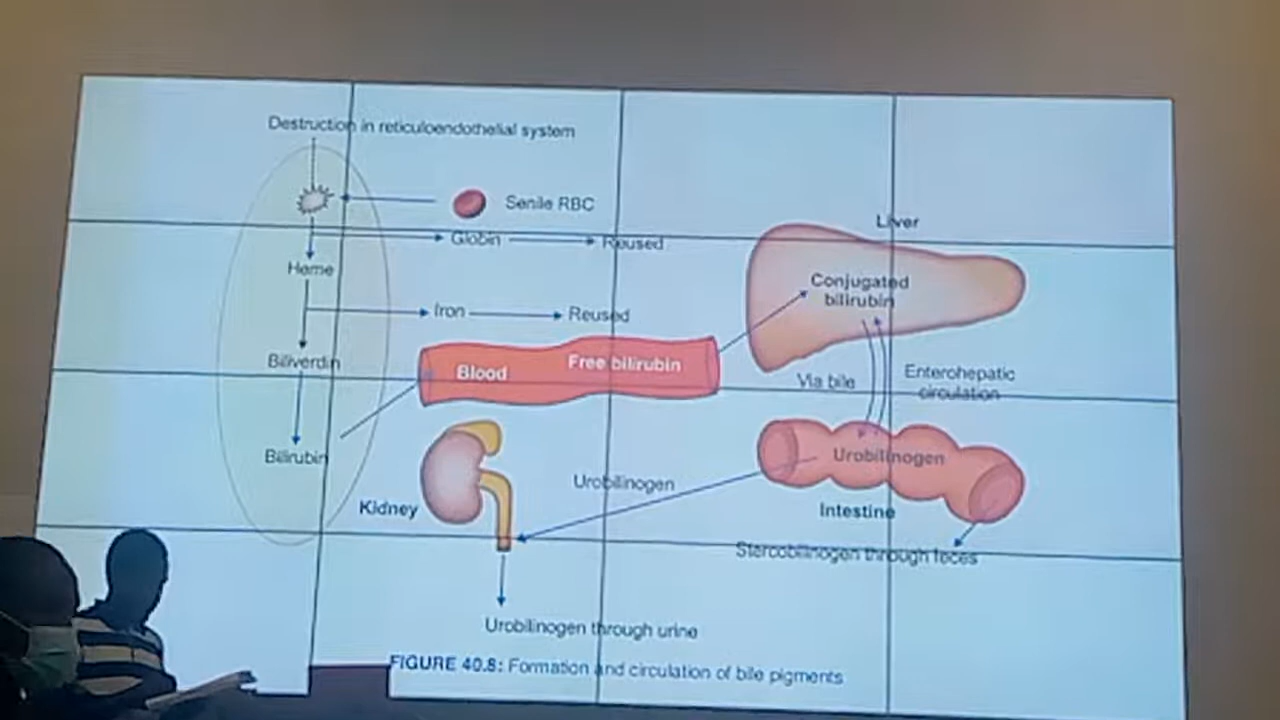 Destruction in reticuloendothelial system
Senile RBC
Globin
Reused
Liver
Heme
Conjugated
bilirubin
Iron
Reused
Biliverdin
Blood
Free bilirubin
Via bile
Enterohepatic
circulation
Bilirubin
Urobilinogen
Urobilinogen
Kidney
Intestine
Stercobilinogen through feces
Urobilinogen through urine
FIGURE 40.8: Formation and circulation of bile pigments